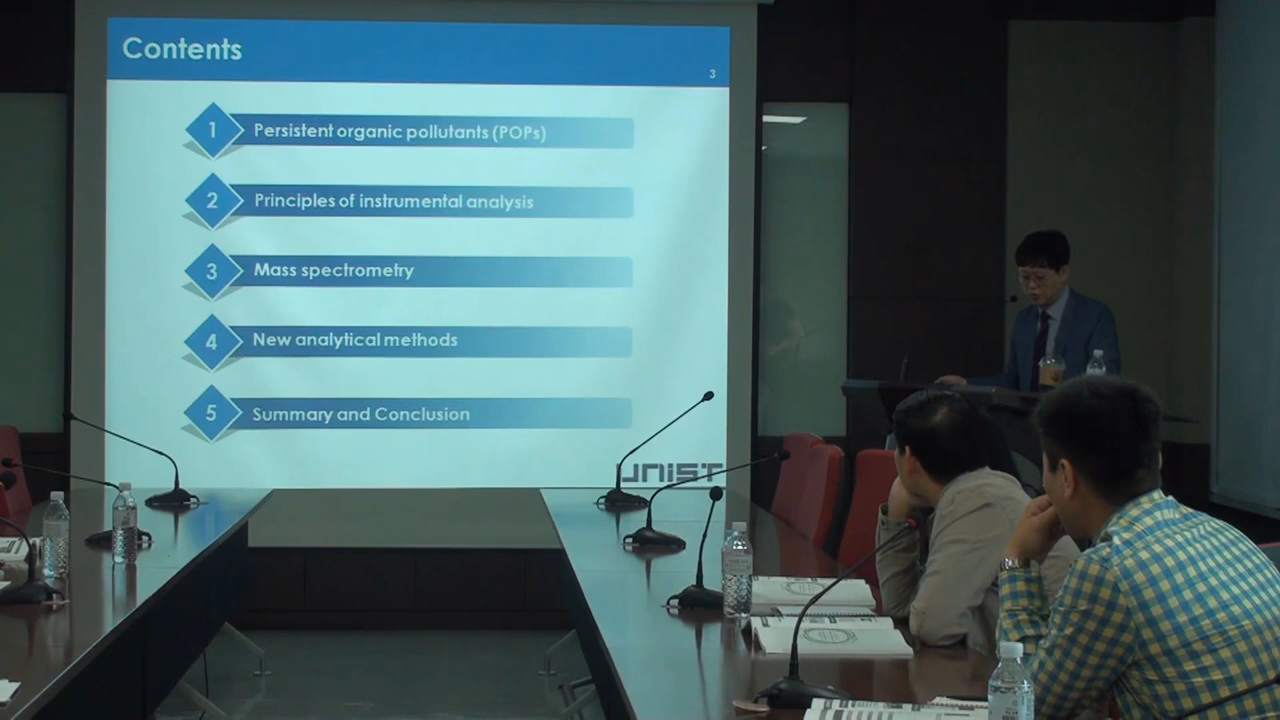 Contents
3
1 Persistent organic pollutants (POPs)
2 Principles of instrumental analysis
3 Mass spectrometry
4 New analytical methods
5 Summary and Conclusion
UNIST